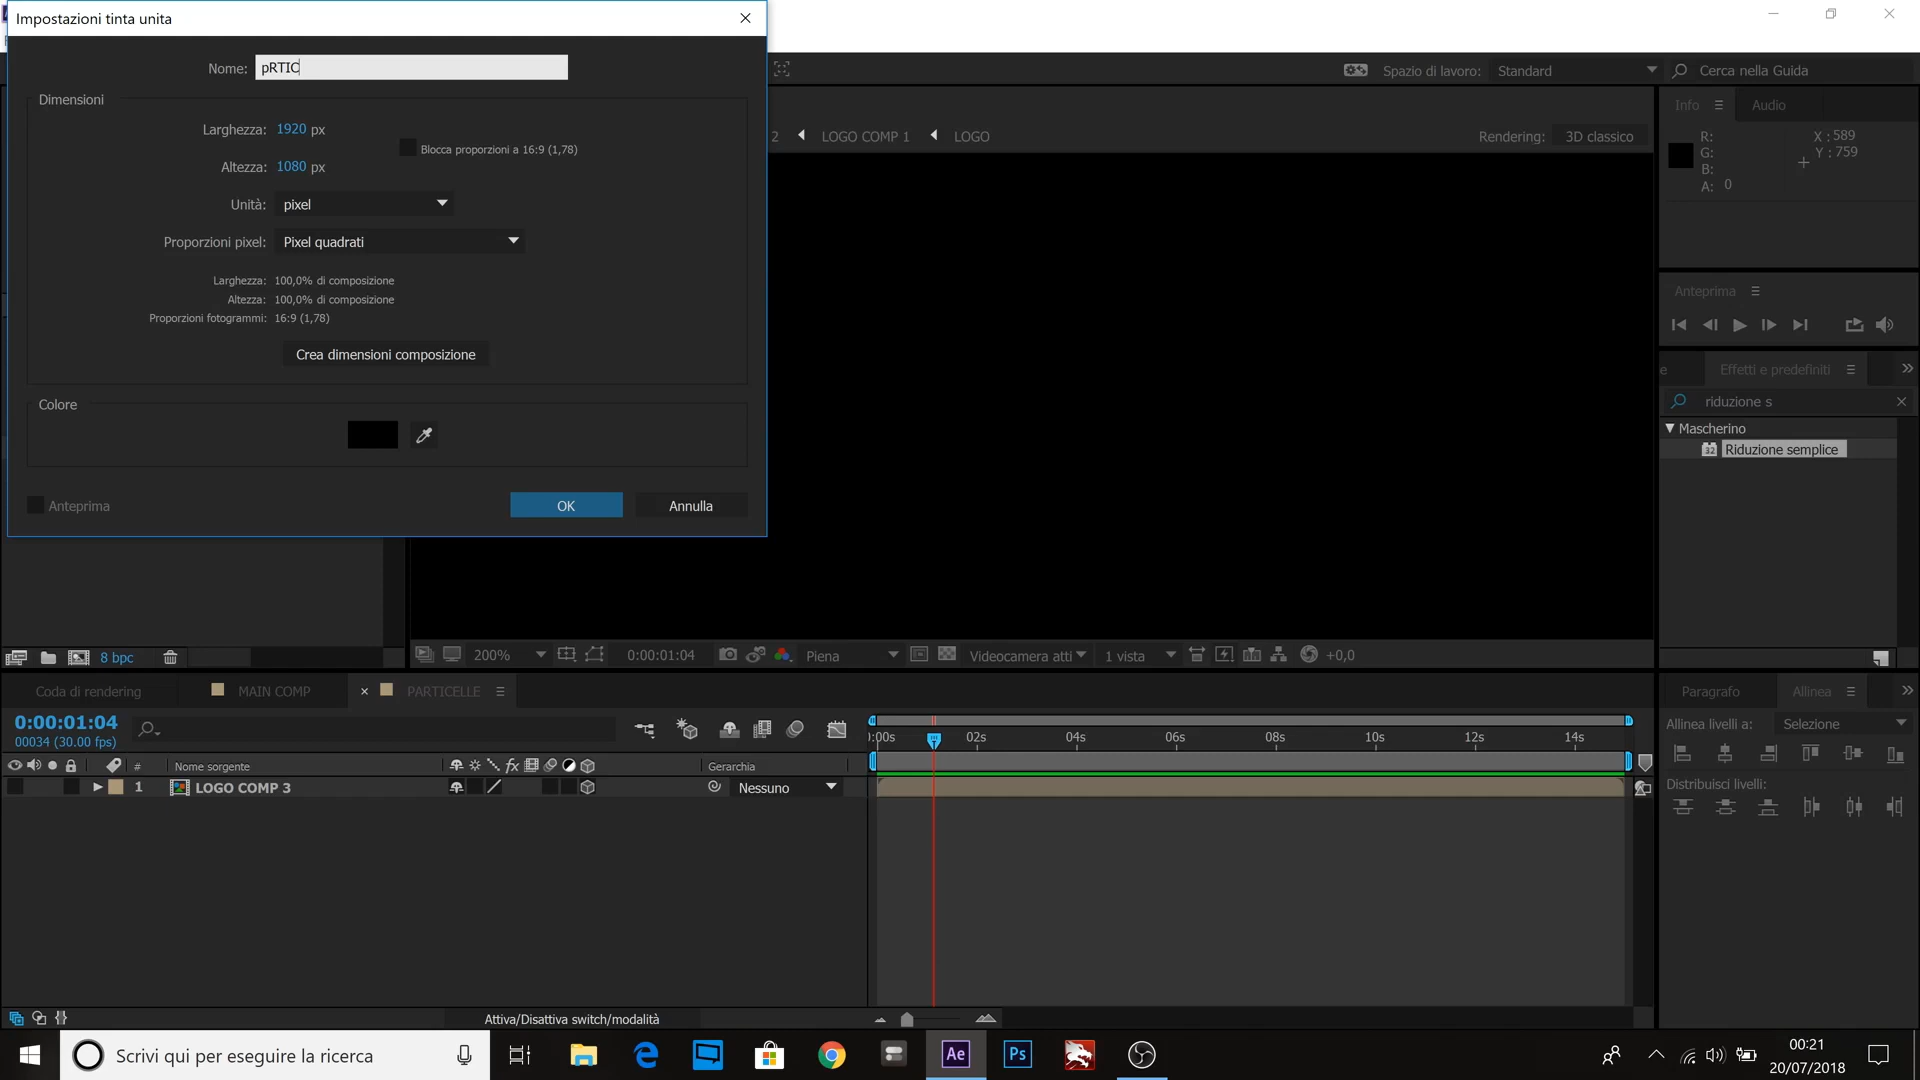 Impostazioni tinta unita
Nome: pRTIC
Dimensioni
Larghezza: 1920 px
Blocca proporzioni a 16:9 (1,78)
Altezza: 1080 px
Unità: pixel
Proporzioni pixel: Pixel quadrati
Larghezza: 100,0% di composizione
Altezza: 100,0% di composizione
Proporzioni fotogrammi: 16:9 (1,78)
Crea dimensioni composizione
Colore
Anteprima
OK
Annulla
Spazio di lavoro: Standard
Cerca nella Guida
2 LOGO COMP 1 LOGO
Rendering: 3D classico
Info Audio
R:
G:
B:
A: 0
X : 589
Y : 759
Anteprima
e Effetti e predefiniti
riduzione s
Mascherino
32 Riduzione semplice
8 bpc
200% 0:00:01:04 Piena Videocamera atti 1 vista +0,0
Coda di rendering MAIN COMP PARTICELLE
0:00:01:04
00034 (30.00 fps)
:00s 02s 04s 06s 08s 10s 12s 14s
# Nome sorgente fx Gerarchia
1 LOGO COMP 3 Nessuno
Attiva/Disattiva switch/modalità
Paragrafo Allinea
Allinea livelli a: Selezione
Distribuisci livelli:
Scrivi qui per eseguire la ricerca
Ae Ps
00:21
20/07/2018